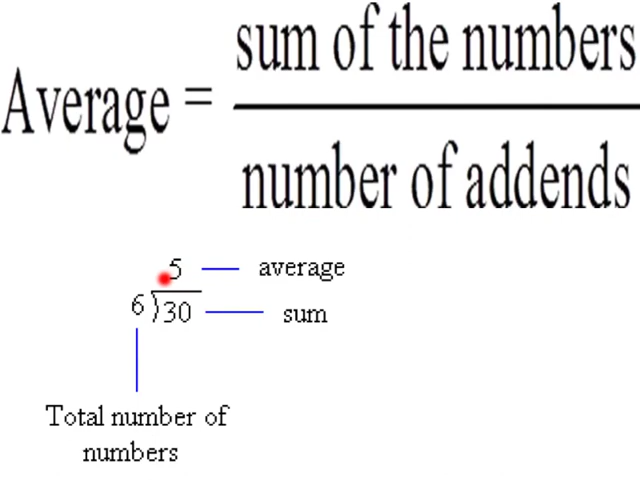 Average = sum of the numbers
number of addends
5 average
6)30 sum
Total number of
numbers